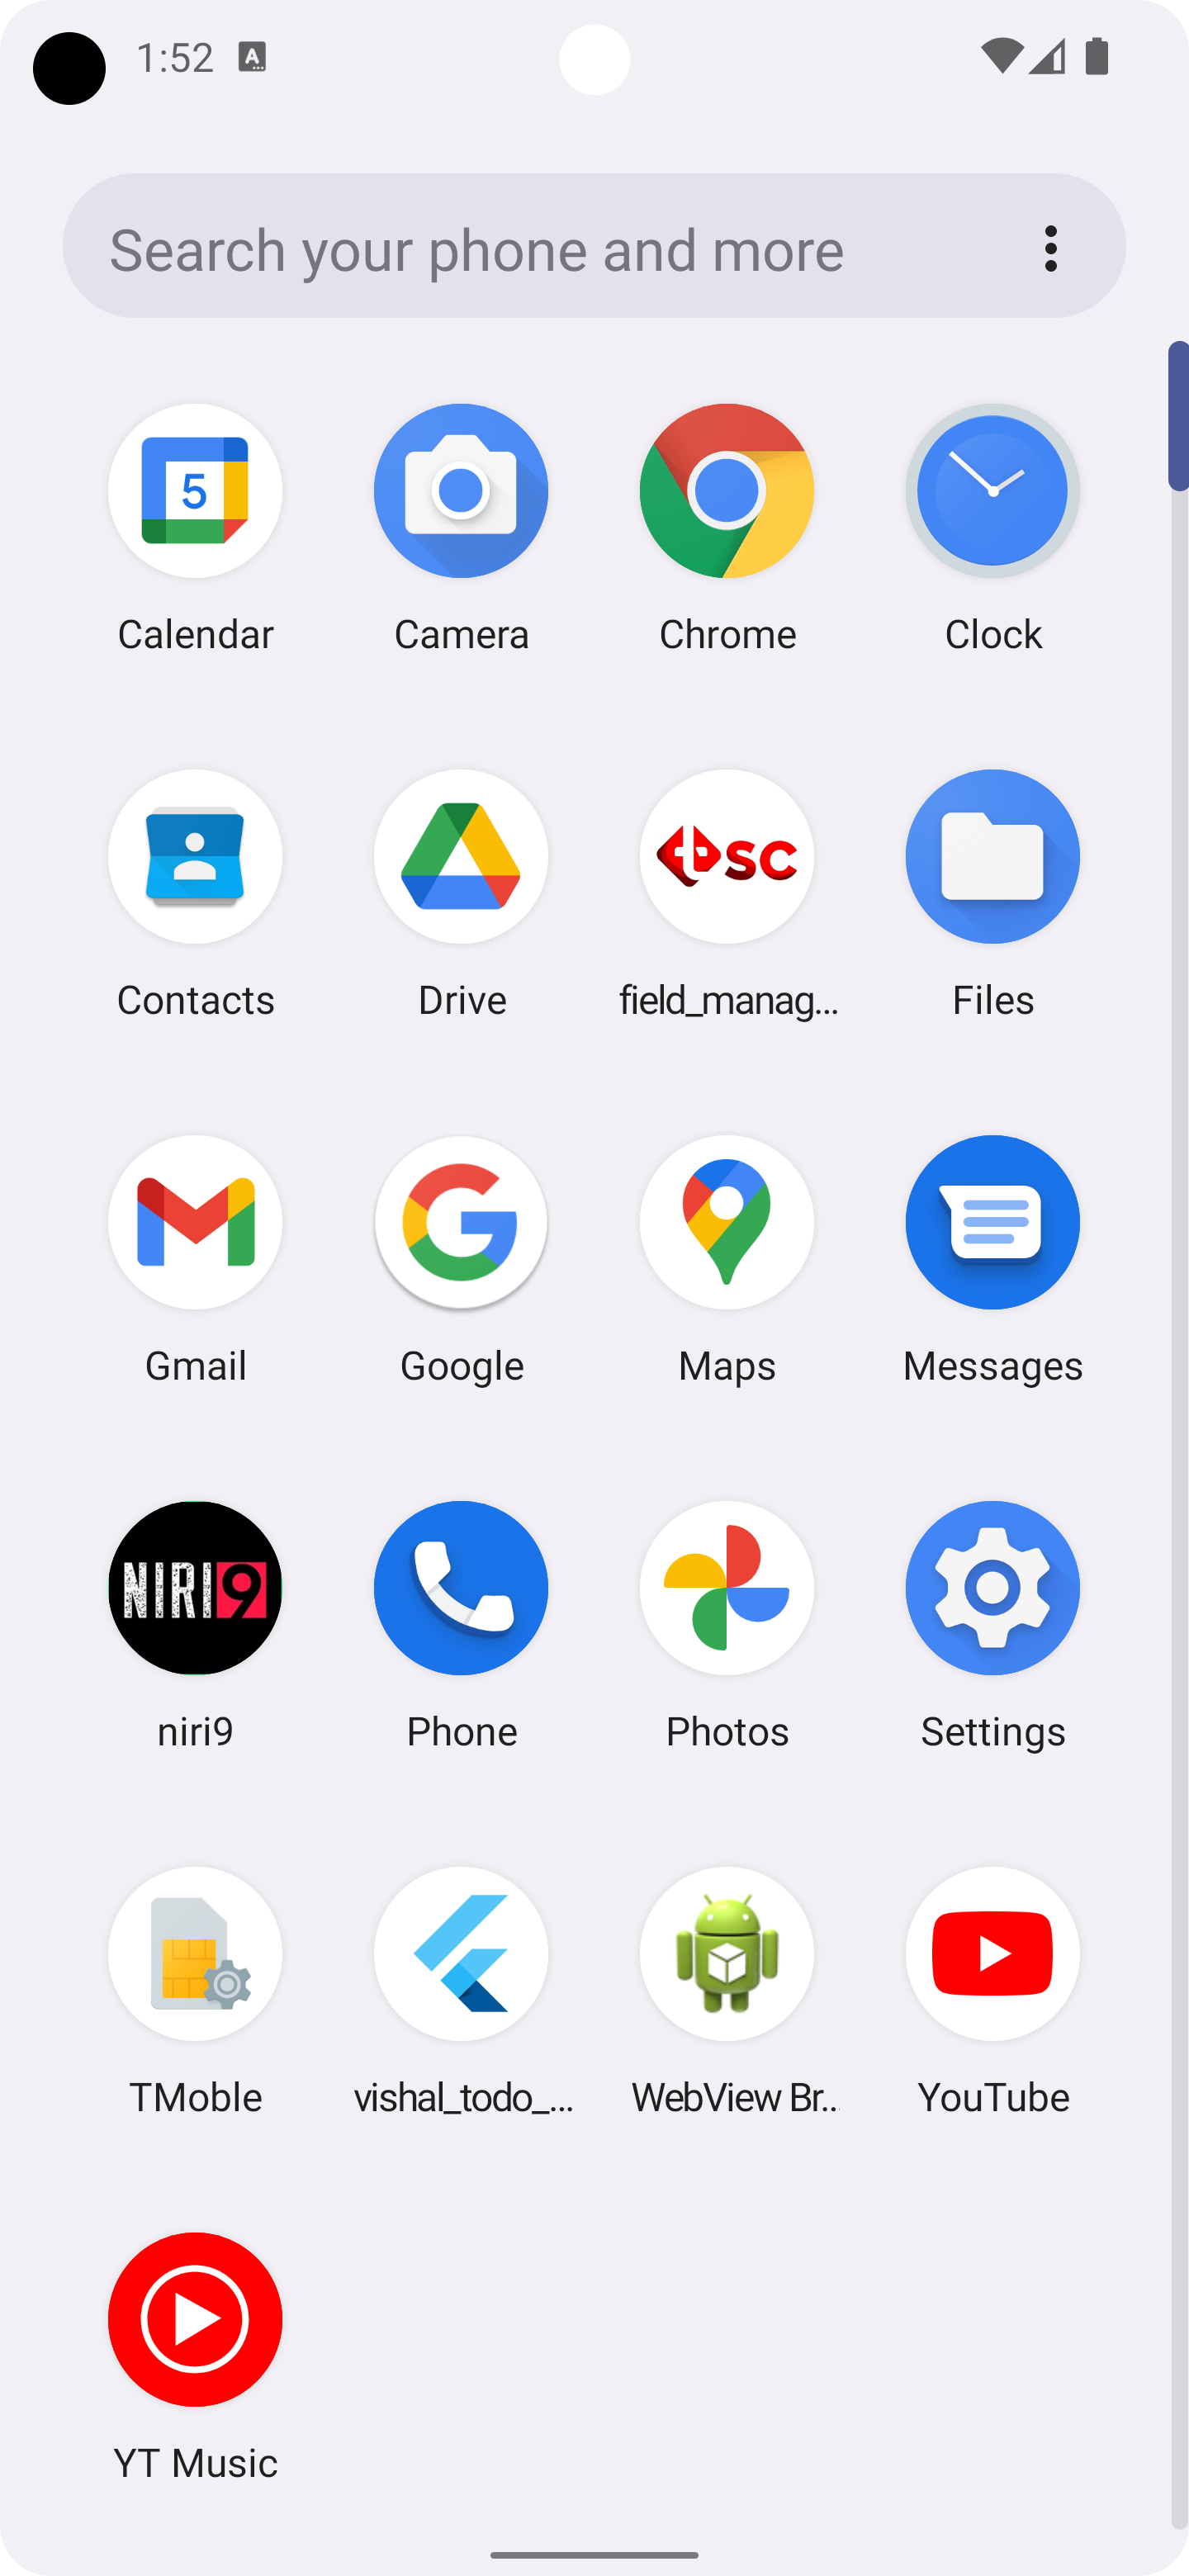 1:52 A
Search your phone and more
5
Calendar Camera Chrome Clock
tsc
Contacts Drive field_manag... Files
Gmail Google Maps Messages
NIRI9
niri9 Phone Photos Settings
TMoble vishal_todo_... WebView Br.. YouTube
YT Music